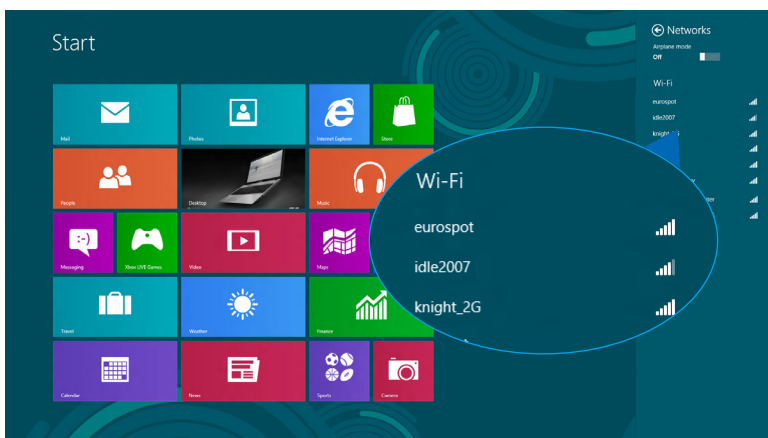 Start
Mail
Photos
Internet Explorer
Store
People
Desktop
Music
Messaging
Xbox LIVE Games
Video
Maps
Travel
Weather
Finance
Calendar
News
Sports
Camera
Networks
Airplane mode
Off
Wi-Fi
eurospot
idle2007
Wi-Fi
eurospot
idle2007
knight_2G